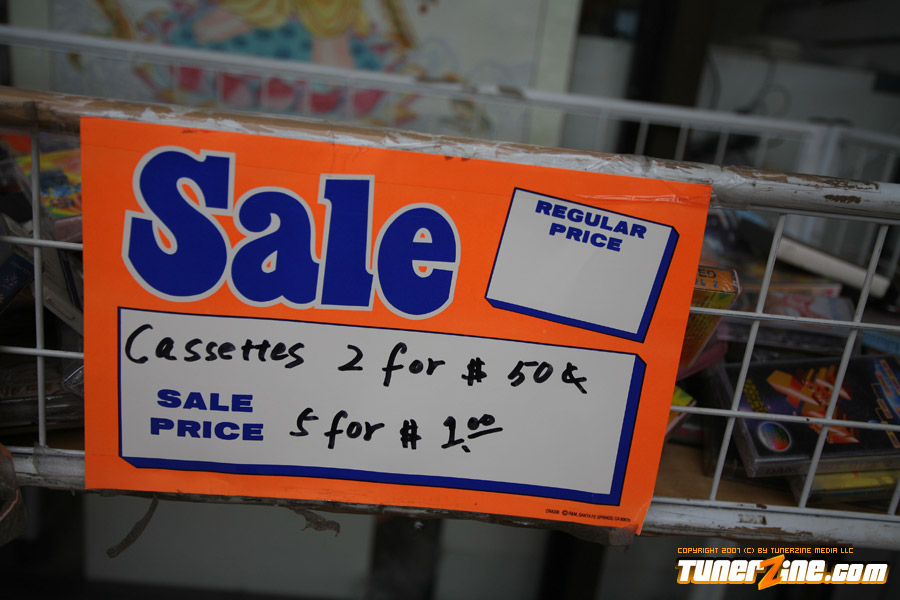 Sale
REGULAR
PRICE
Cassettes 2 for $ 50¢
SALE
PRICE
5 for $ 1.00
COPYRIGHT 2007 (C) BY TUNERZINE MEDIA LLC
TUNERZINE.COM